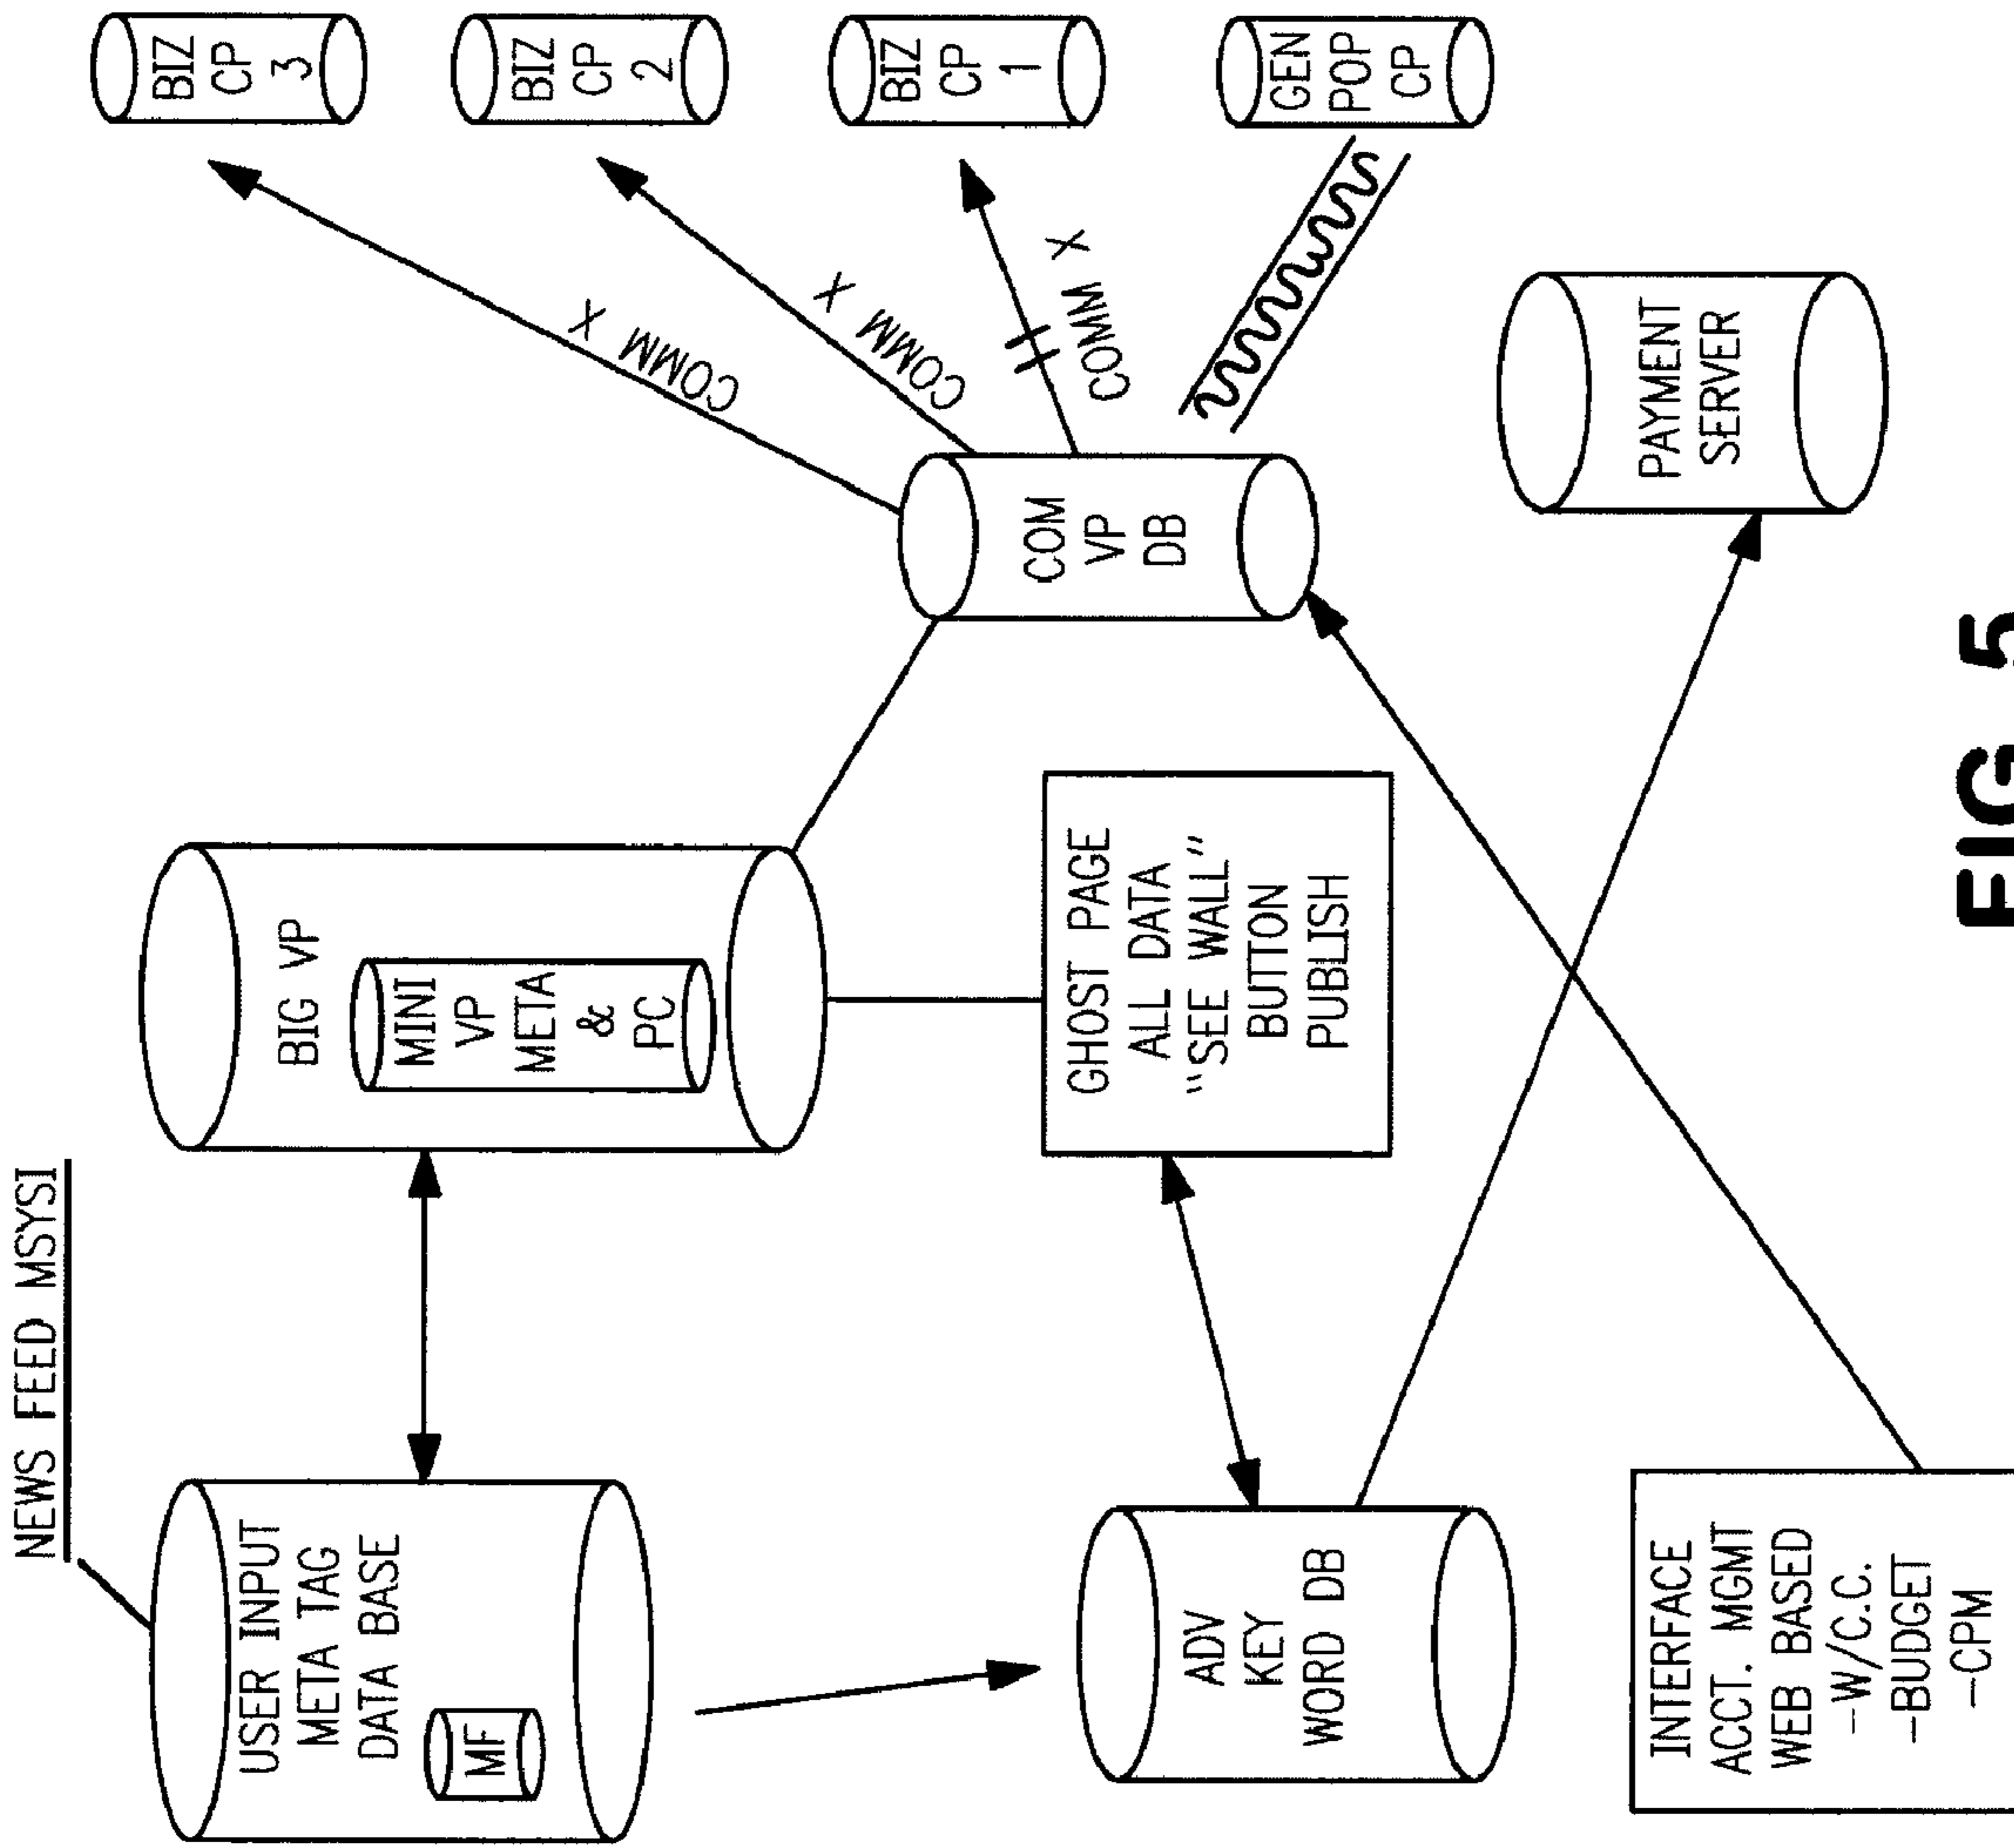 NEWS FEED MSYSI
USER INPUT
META TAG
DATA BASE
MF
BIG VP
MINI
VP
META
&
PC
BIZ
CP
3
BIZ
CP
2
BIZ
CP
1
GEN
POP
CP
COMM X
COMM X
COMM X
COM
VP
DB
GHOST PAGE
ALL DATA
"SEE WALL"
BUTTON
PUBLISH
ADV
KEY
WORD DB
PAYMENT
SERVER
INTERFACE
ACCT. MGMT
WEB BASED
-W/C.C.
-BUDGET
-CPM
FIG. 5